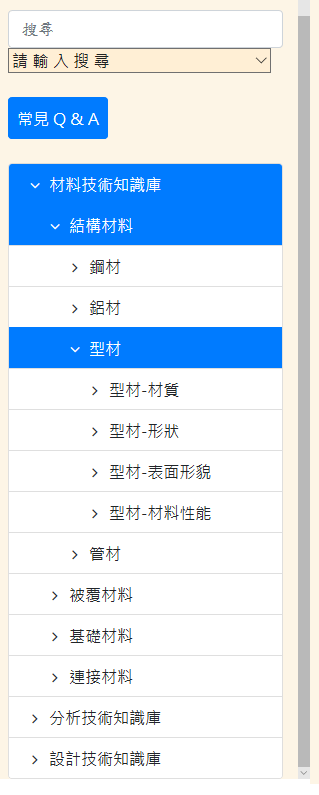 搜尋
請輸入搜尋
常見 Q & A
材料技術知識庫
結構材料
鋼材
鋁材
型材
型材-材質
型材-形狀
型材-表面形貌
型材-材料性能
管材
被覆材料
基礎材料
連接材料
分析技術知識庫
設計技術知識庫